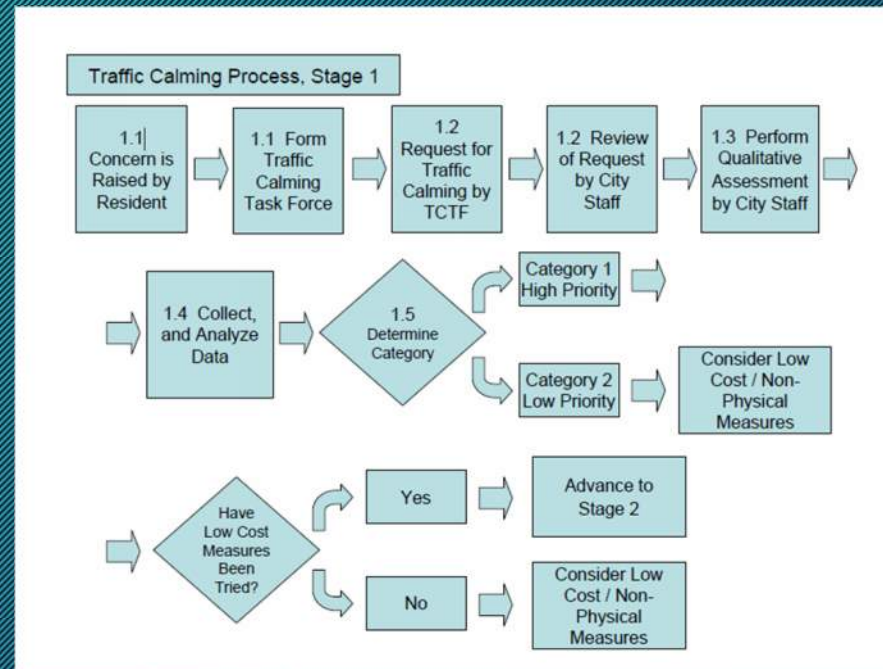 Traffic Calming Process, Stage 1
1.1
Concern is
Raised by
Resident
1.1 Form
Traffic
Calming
Task Force
1.2
Request for
Traffic
Calming by
TCTF
1.2 Review
of Request
by City
Staff
1.3 Perform
Qualitative
Assessment
by City Staff
1.4 Collect,
and Analyze
Data
1.5
Determine
Category
Category 1
High Priority
Category 2
Low Priority
Consider Low
Cost / Non-
Physical
Measures
Have
Low Cost
Measures
Been
Tried?
Yes
Advance to
Stage 2
No
Consider Low
Cost / Non-
Physical
Measures